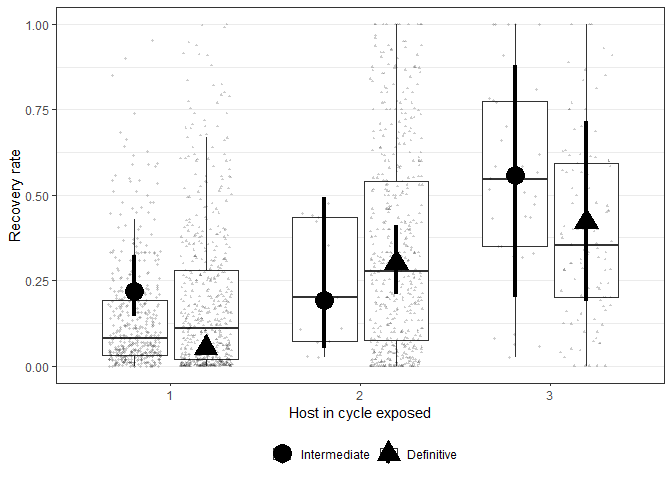 1.00
0.75
0.50
0.25
0.00
Recovery rate
1 2 3
Host in cycle exposed
Intermediate Definitive